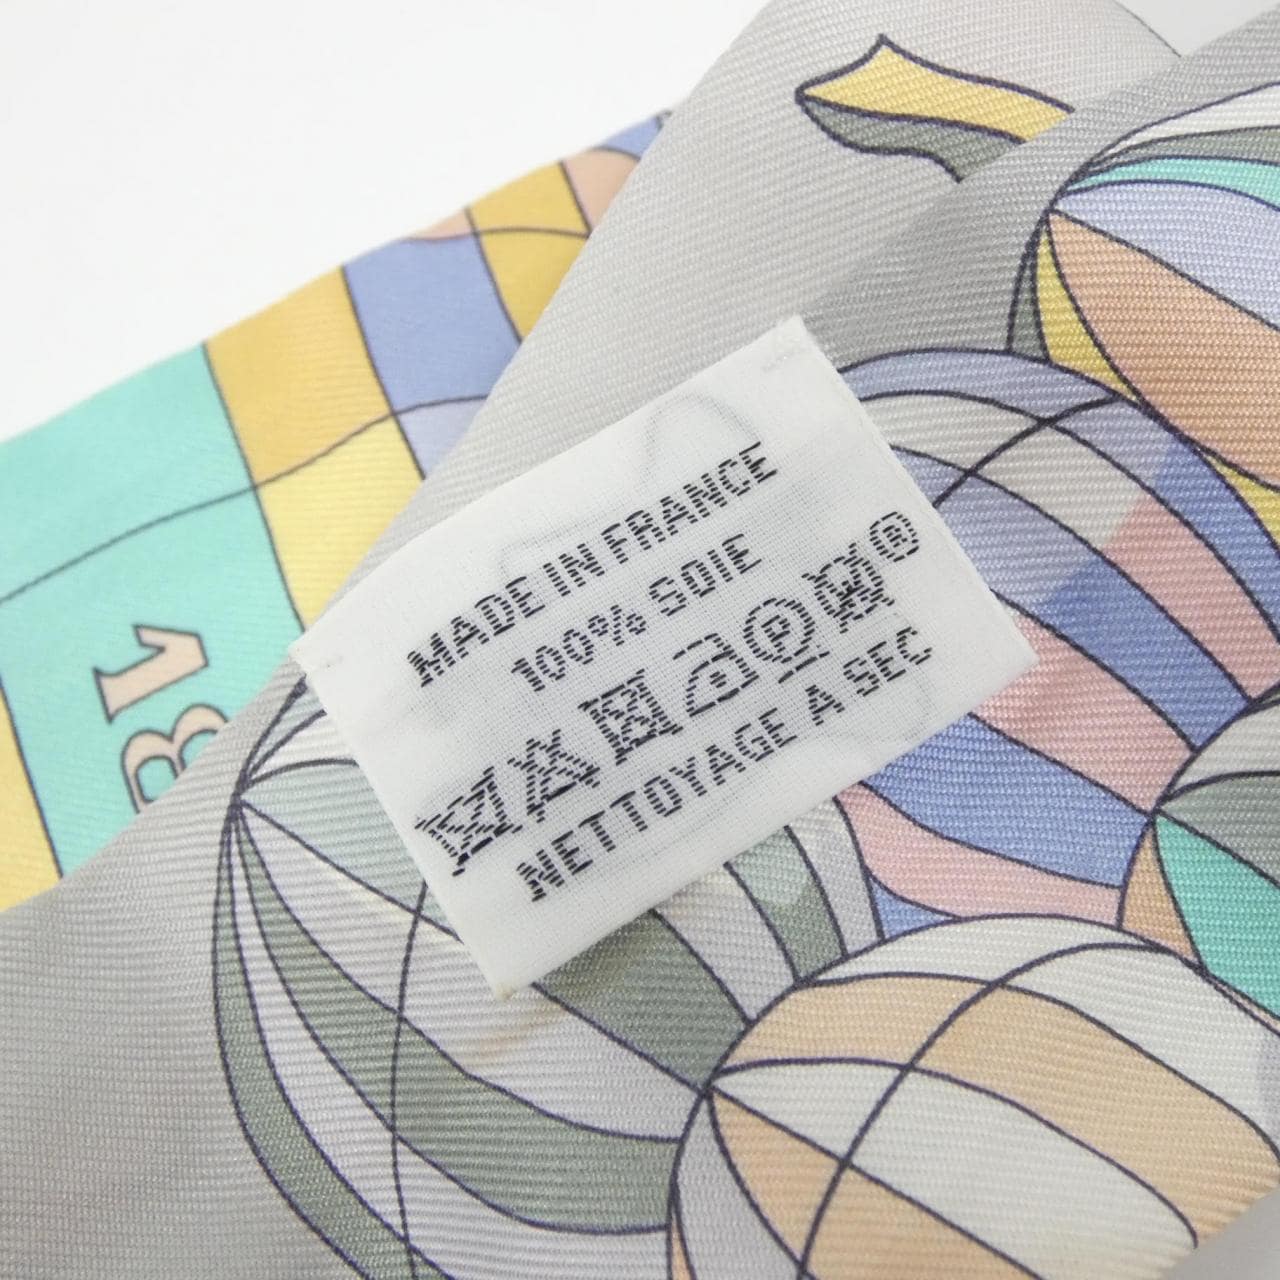 MADE IN FRANCE
100% SOIE
®
NETTOYAGE A SEC